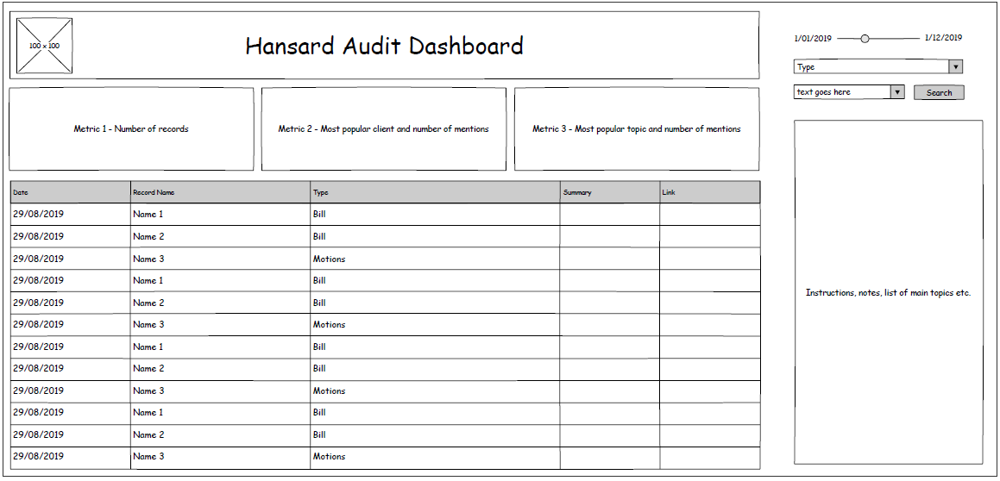 100 x 100
Hansard Audit Dashboard
1/01/2019 1/12/2019
Type
text goes here Search
Metric 1 - Number of records
Metric 2 - Most popular client and number of mentions
Metric 3 - Most popular topic and number of mentions
Date Record Name Type Summary Link
29/08/2019 Name 1 Bill
29/08/2019 Name 2 Bill
29/08/2019 Name 3 Motions
29/08/2019 Name 1 Bill
29/08/2019 Name 2 Bill
29/08/2019 Name 3 Motions
29/08/2019 Name 1 Bill
29/08/2019 Name 2 Bill
29/08/2019 Name 3 Motions
29/08/2019 Name 1 Bill
29/08/2019 Name 2 Bill
29/08/2019 Name 3 Motions
Instructions, notes, list of main topics etc.